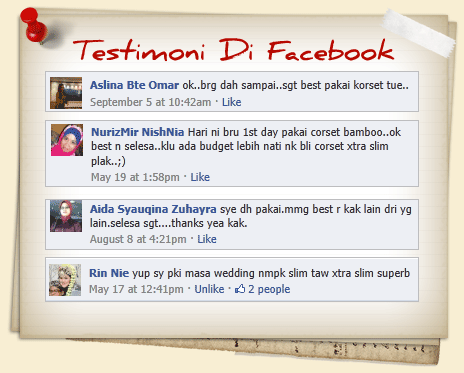 Testimoni Di Facebook
Aslina Bte Omar ok..brg dah sampai..sgt best pakai korset tue..
September 5 at 10:42am · Like
NurizMir NishNia Hari ni bru 1st day pakai corset bamboo..ok
best n selesa..klu ada budget lebih nati nk bli corset xtra slim
plak..;)
May 19 at 1:58pm · Like
Aida Syauqina Zuhayra sye dh pakai.mmg best r kak lain dri yg
lain.selesa sgt....thanks yea kak.
August 8 at 4:21pm · Like
Rin Nie yup sy pki masa wedding nmpk slim taw xtra slim superb
May 17 at 12:41pm · Unlike · 2 people